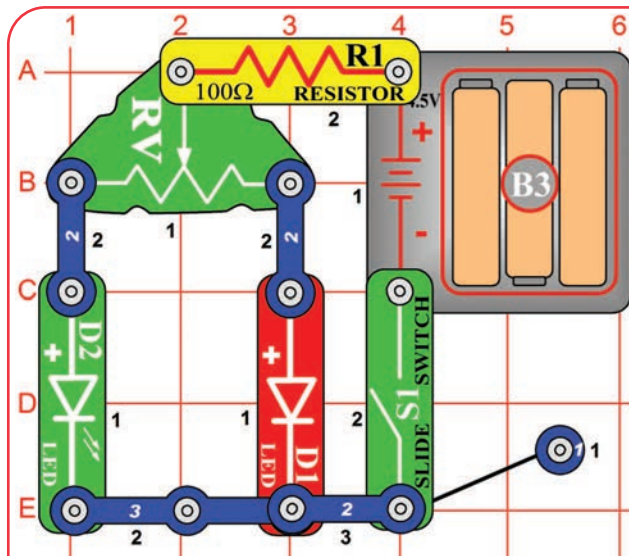 1 2 3 4 5 6
A R1
100Ω RESISTOR
2 4.5V
RV
+
B 1 B3
1
-
2 2 2 2
C
D2 + SLIDE SWITCH
+ D1
D 1 1 2 S1
LED LED
1 1
E 3 2
2 3